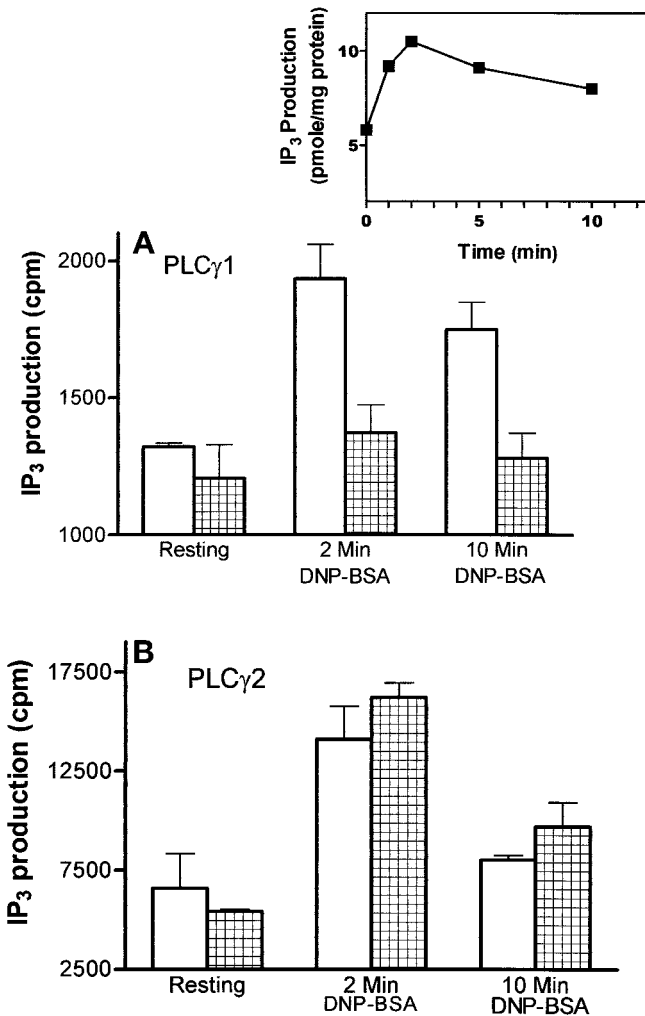 IP3 Production
(pmole/mg protein)
10
5
0 5 10
Time (min)
A
PLCγ1
IP3 production (cpm)
2000
1500
1000
Resting 2 Min 10 Min
DNP-BSA DNP-BSA
B
PLCγ2
IP3 production (cpm)
17500
12500
7500
2500
Resting 2 Min 10 Min
DNP-BSA DNP-BSA